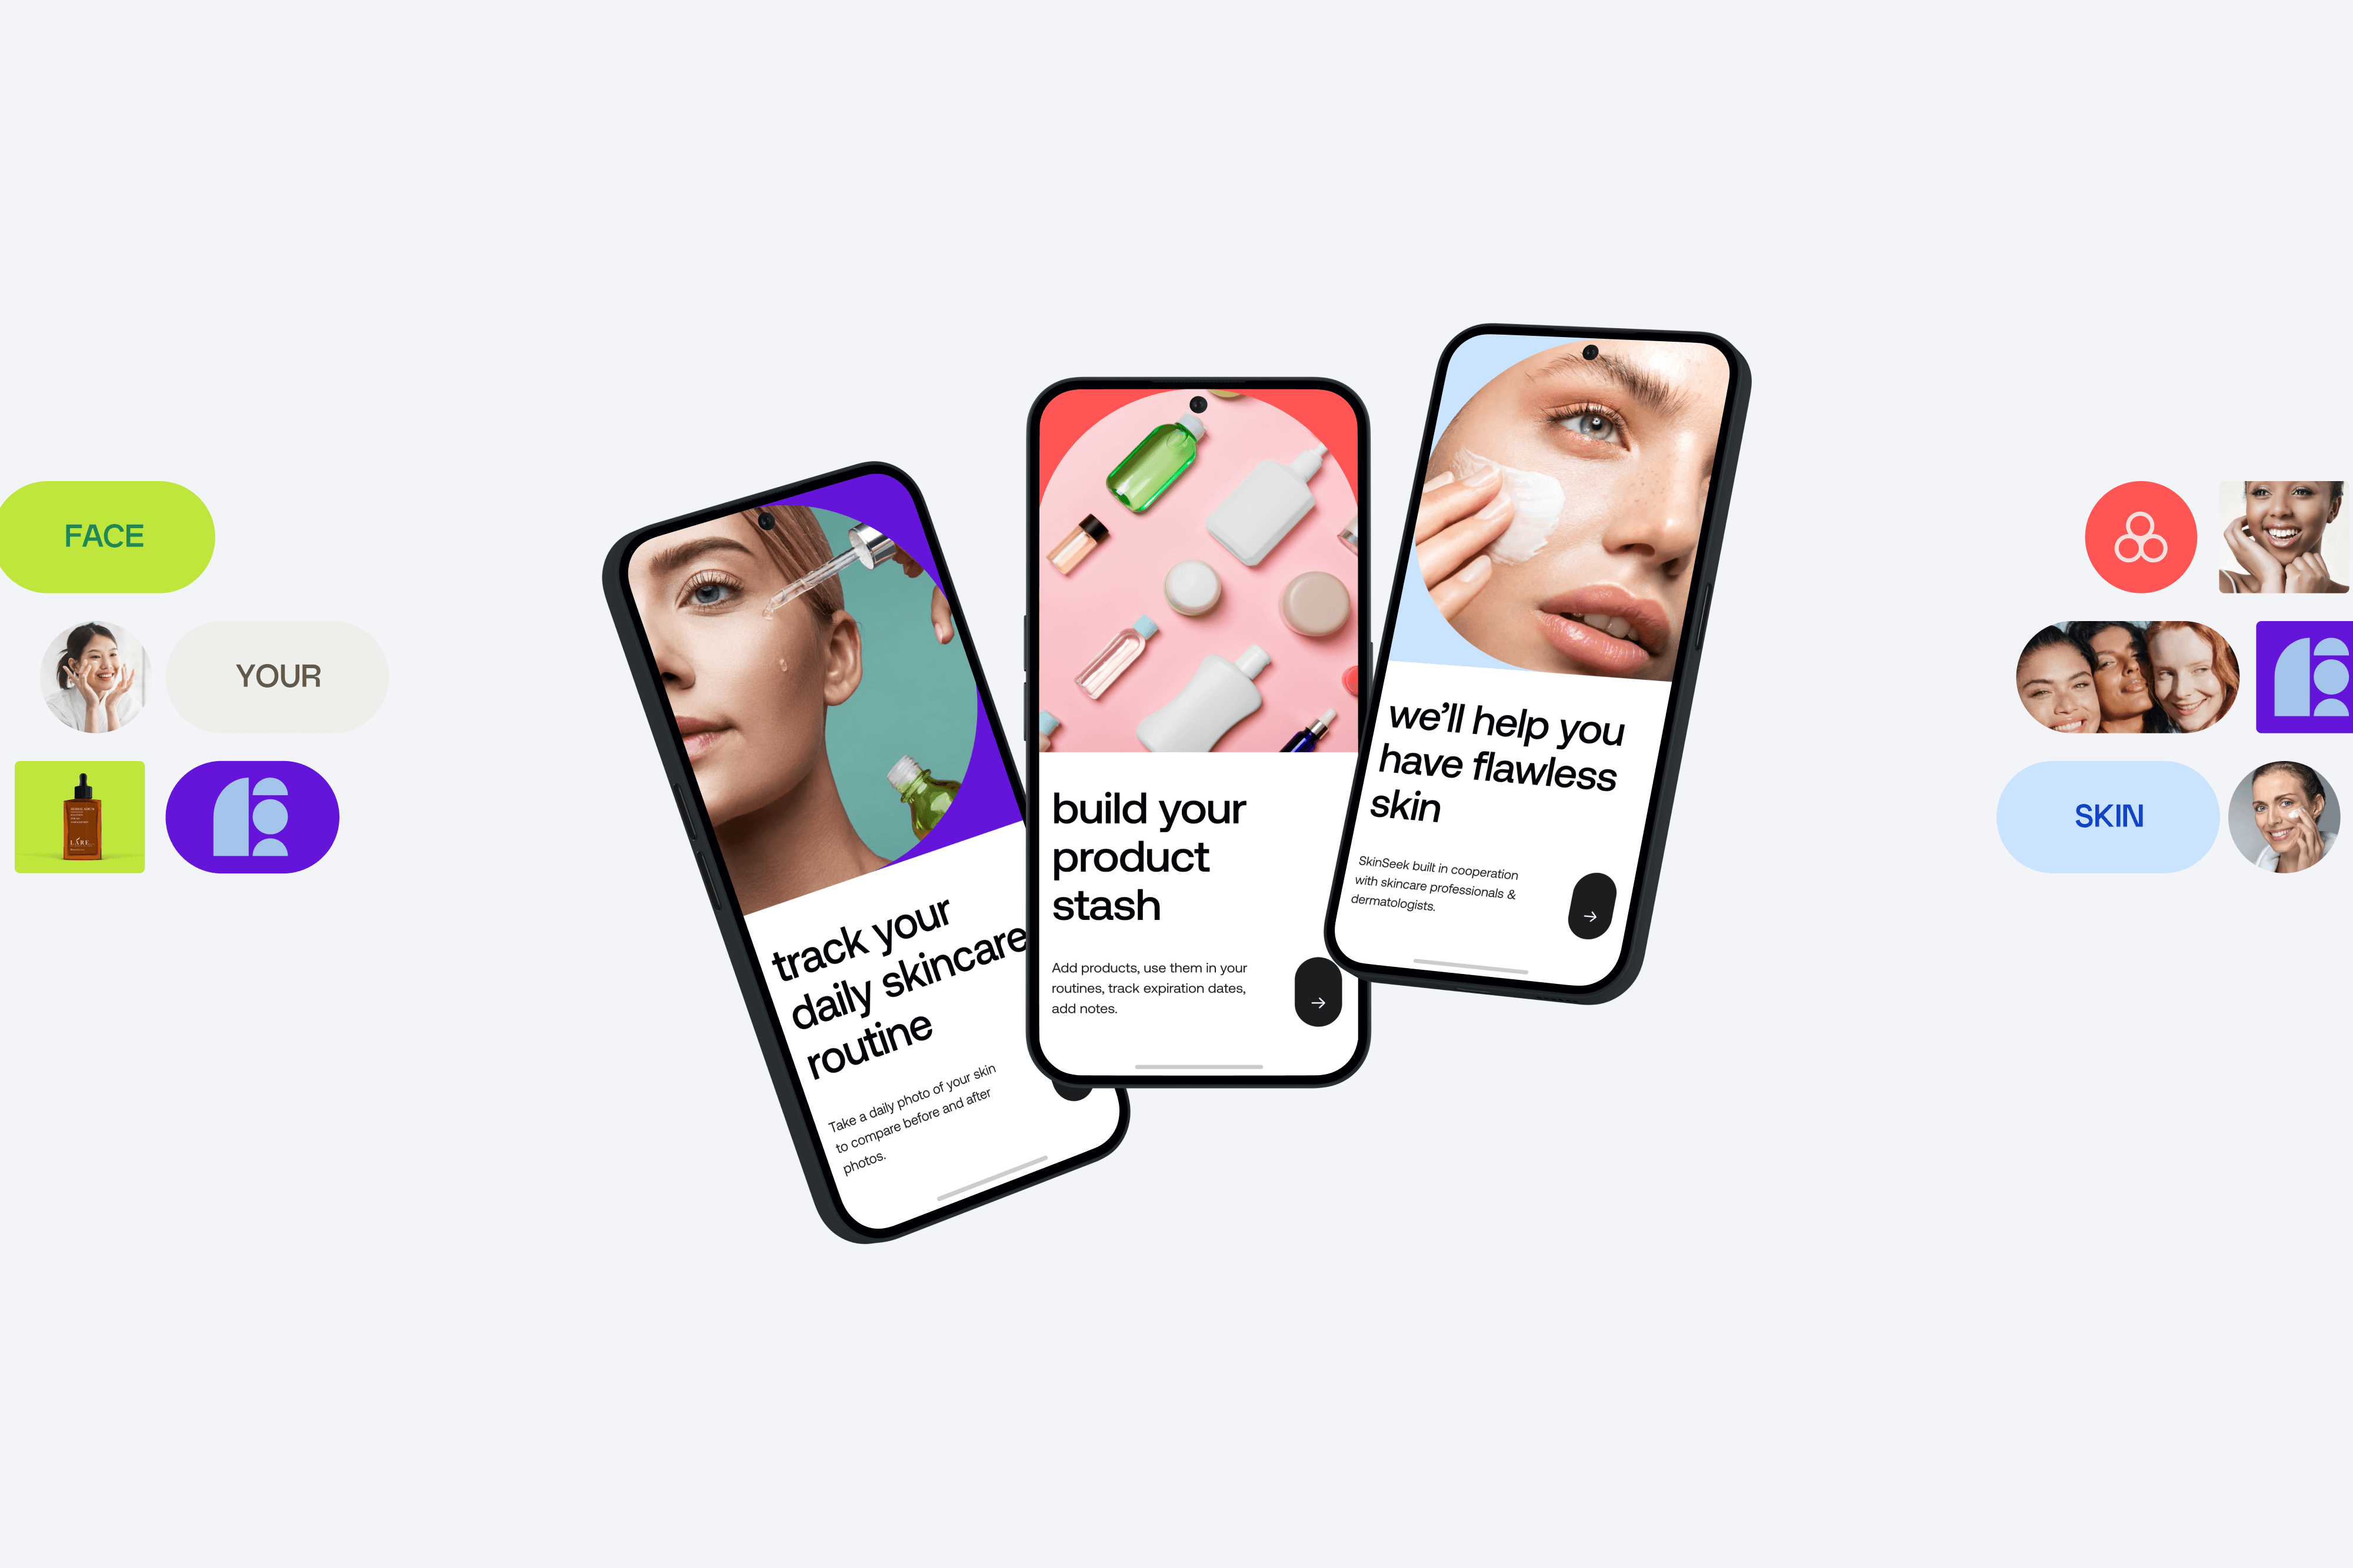 FACE
YOUR
LARE
track your
daily skincare
routine
Take a daily photo of your skin
to compare before and after
photos.
build your
product
stash
Add products, use them in your
routines, track expiration dates,
add notes.
we’ll help you
have flawless
skin
SkinSeek built in cooperation
with skincare professionals &
dermatologists.
SKIN